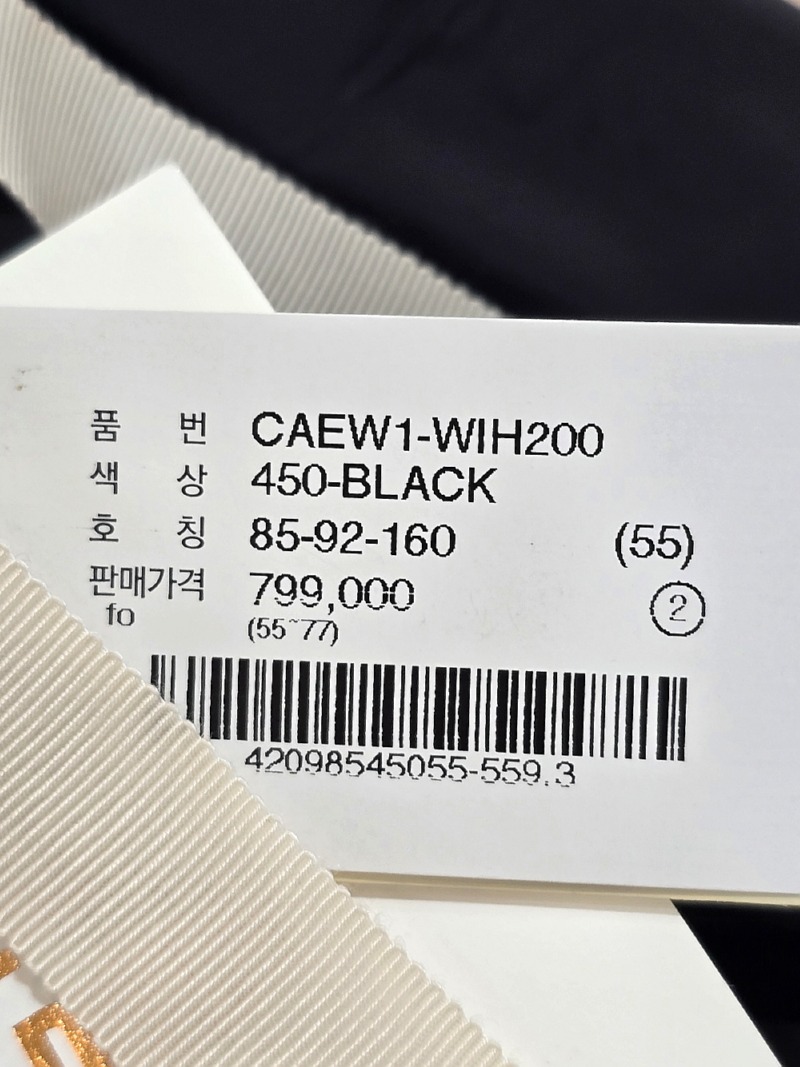 품 번 CAEW1-WIH200
색 상 450-BLACK
호 칭 85-92-160 (55)
판매가격 799,000
fo (55~77) ②
42098545055-559.3